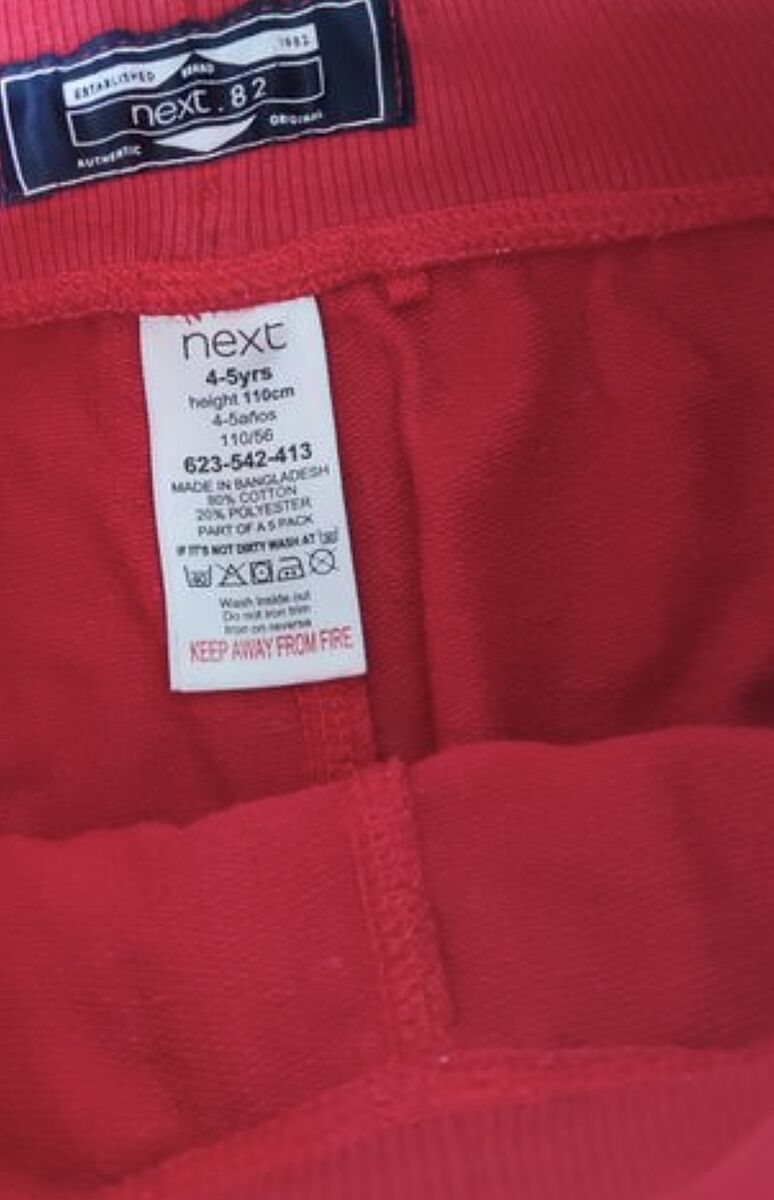 ESTABLISHED BRAND 1982
next.82
AUTHENTIC ORIGINAL
next
4-5yrs
height 110cm
4-5años
110/56
623-542-413
MADE IN BANGLADESH
80% COTTON
20% POLYESTER
PART OF A 5 PACK
IF IT'S NOT DIRTY WASH AT 30
40
Wash inside out
Do not iron trim
Iron on reverse
KEEP AWAY FROM FIRE